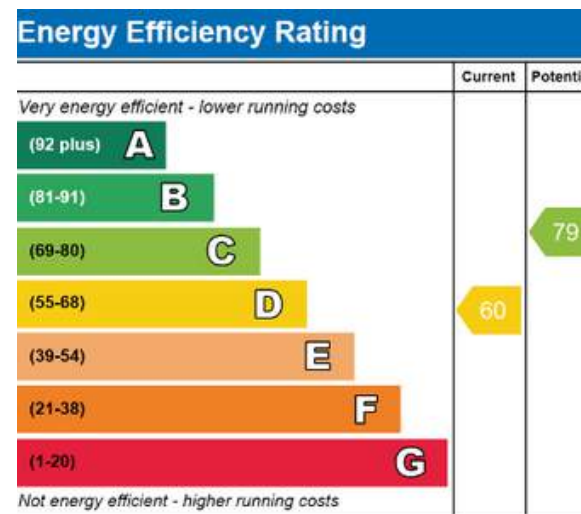 Energy Efficiency Rating
Current Potenti
Very energy efficient - lower running costs
(92 plus) A
(81-91) B
(69-80) C
79
(55-68) D
60
(39-54) E
(21-38) F
(1-20) G
Not energy efficient - higher running costs